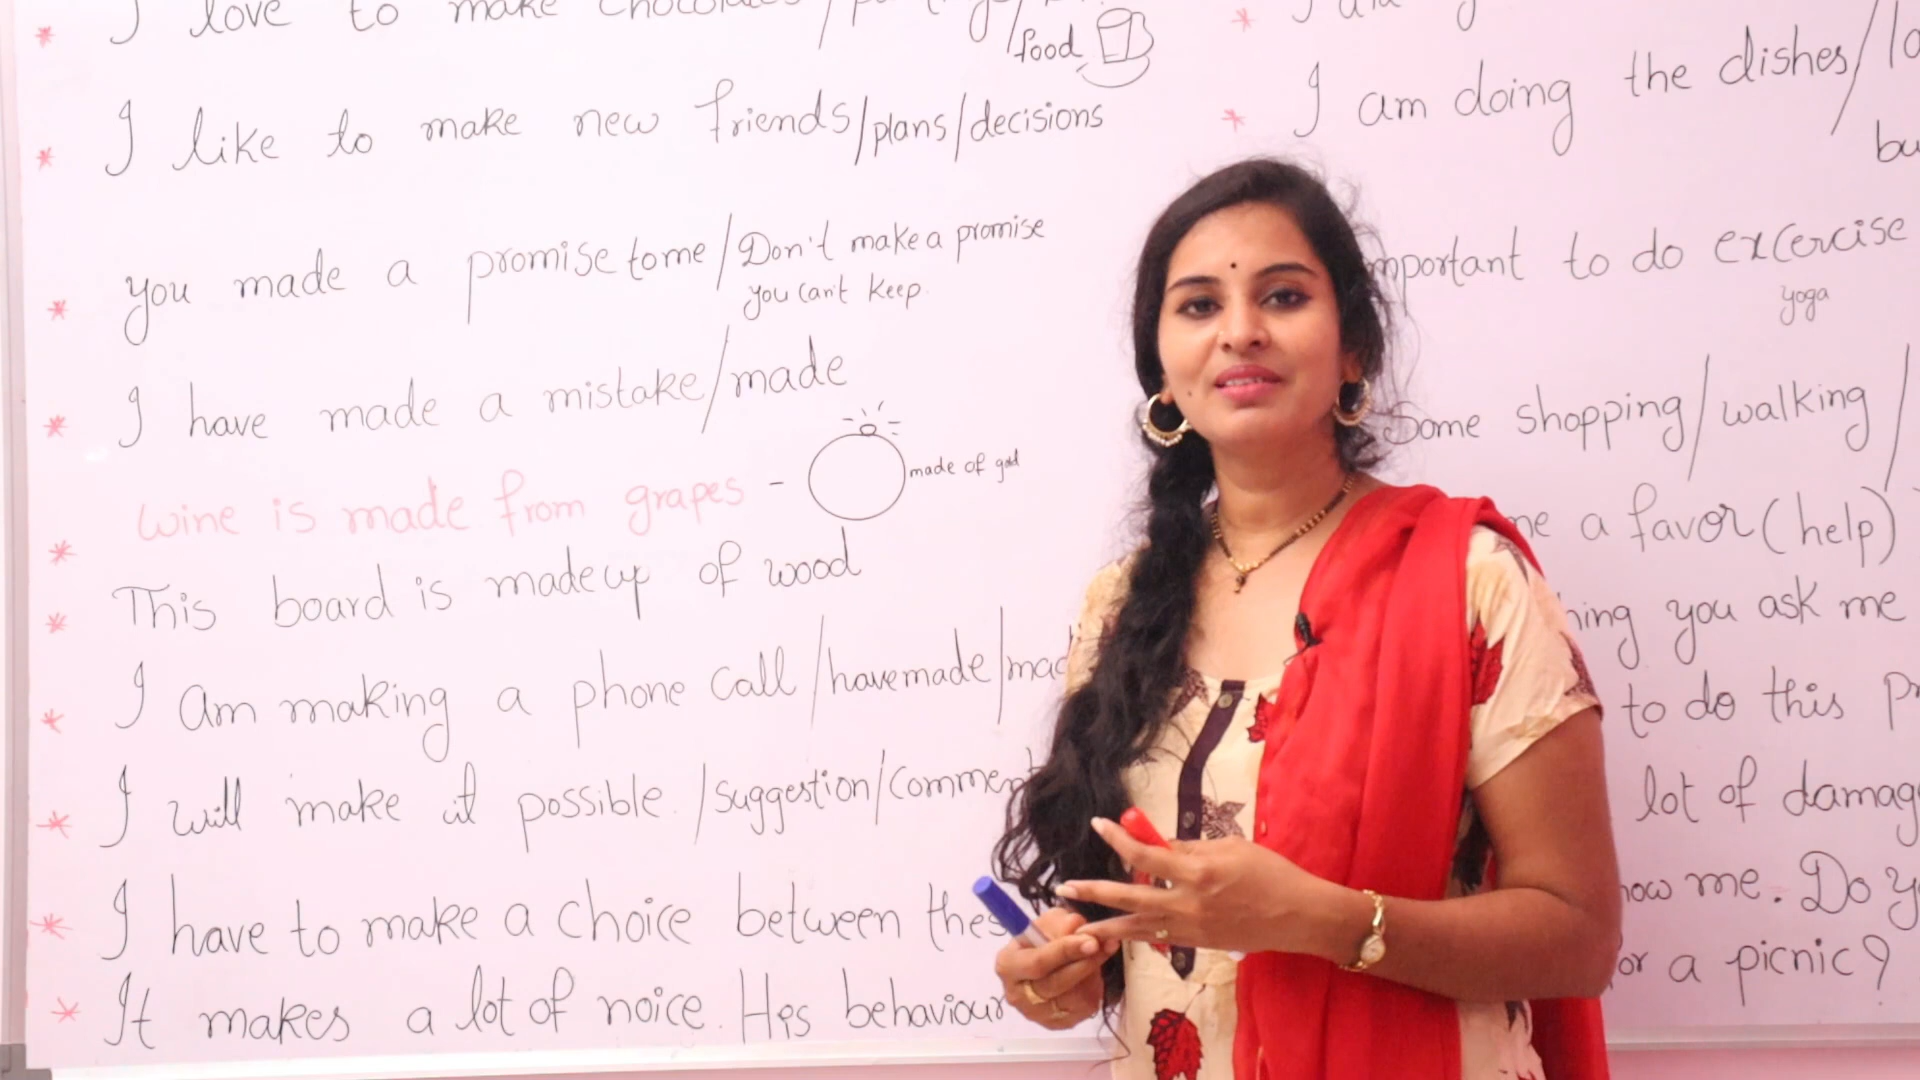 * I love to make chocolates /
food
* I like to make new friends/plans/decisions
* you made a promise to me / Don't make a promise
you can't keep.
* I have made a mistake/made
* wine is made from grapes - made of gold
* This board is made up of wood
* I Am making a phone call / have made /
* I will make it possible. /suggestion/
* I have to make a choice between
* It makes a lot of noice. His behaviour
* I am doing the dishes/
to do excercise
yoga
Some shopping/walking /
a favor (help)
you ask me
to do this
lot of
me. Do
a picnic?